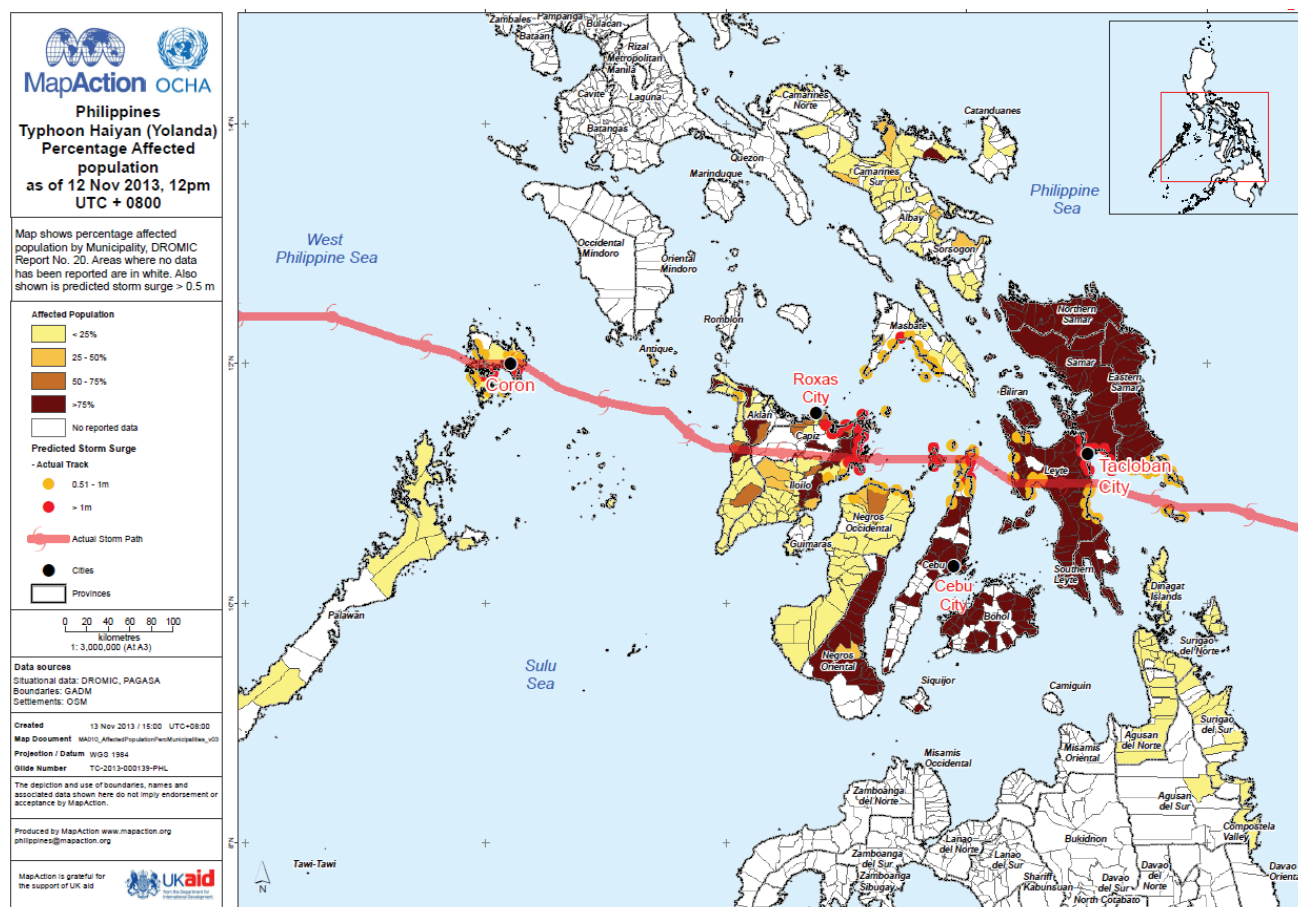 MapAction OCHA
Philippines
Typhoon Haiyan (Yolanda)
Percentage Affected
population
as of 12 Nov 2013, 12pm
UTC + 0800
Map shows percentage affected
population by Municipality, DROMIC
Report No. 20. Areas where no data
has been reported are in white. Also
shown is predicted storm surge > 0.5 m
Affected Population
< 25%
25 - 50%
50 - 75%
>75%
No reported data
Predicted Storm Surge
- Actual Track
0.51 - 1m
> 1m
Actual Storm Path
Cities
Provinces
0 20 40 60 80 100
kilometres
1: 3,000,000 (At A3)
Data sources
Situational data: DROMIC, PAGASA
Boundaries: GADM
Settlements: OSM
Created 13 Nov 2013 / 15:00 UTC+08:00
Map Document MA010_AffectedPopulationPercMunicipalities_v03
Projection / Datum WGS 1984
Glide Number TC-2013-000139-PHL
The depiction and use of boundaries, names and
associated data shown here do not imply endorsement or
acceptance by MapAction.
Produced by MapAction www.mapaction.org
philippines@mapaction.org
MapAction is grateful for
the support of UK aid
UKaid
from the Department for
International Development
Zambales
Pampanga
Bulacan
Bataan
Rizal
Metropolitan
Manila
Cavite
Laguna
Batangas
Quezon
Camarines
Norte
Catanduanes
14°N
Marinduque
Camarines
Sur
Philippine
Sea
Albay
Sorsogon
West
Philippine Sea
Occidental
Mindoro
Oriental
Mindoro
Romblon
Masbate
Northern
Samar
Samar
Eastern
Samar
12°N
Antique
Coron
Roxas
City
Biliran
Aklan
Capiz
Iloilo
Leyte
Tacloban
City
Guimaras
Negros
Occidental
Cebu
Cebu
City
Southern
Leyte
Dinagat
Islands
10°N
Palawan
Bohol
Surigao
del Norte
Negros
Oriental
Sulu
Sea
Siquijor
Camiguin
Surigao
del Sur
Agusan
del Norte
Misamis
Occidental
Misamis
Oriental
Zamboanga
del Norte
Agusan
del Sur
Bukidnon
Compostela
Valley
8°N
Lanao
del Norte
Lanao
del Sur
Zamboanga
del Sur
Zamboanga
Sibugay
Tawi-Tawi
Shariff
Kabunsuan
Davao
del Sur
Davao
del Norte
Davao
Oriental
North Cotabato
N